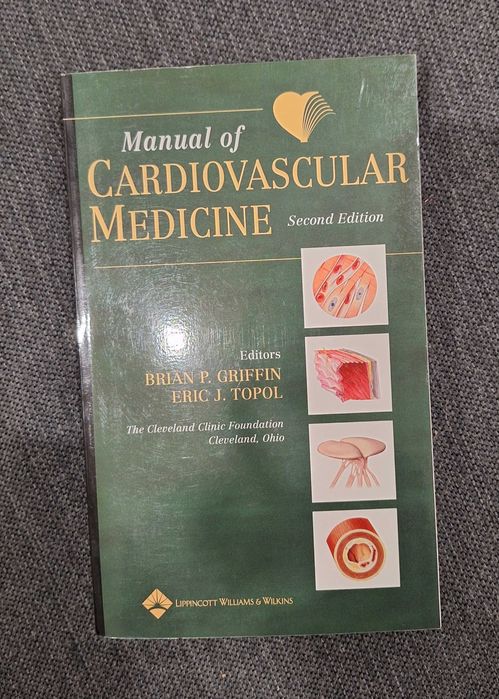 Manual of
CARDIOVASCULAR
MEDICINE
Second Edition
Editors
BRIAN P. GRIFFIN
ERIC J. TOPOL
The Cleveland Clinic Foundation
Cleveland, Ohio
LIPPINCOTT WILLIAMS & WILKINS